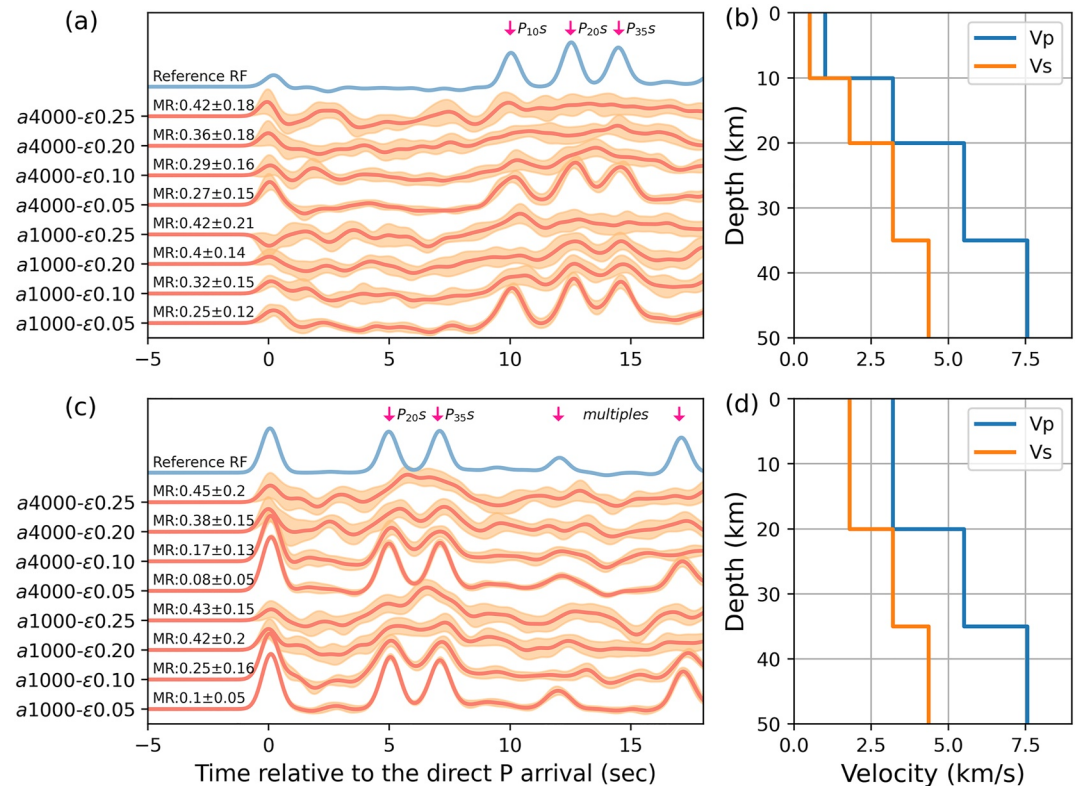 (a)
P10s
P20s
P35s
Reference RF
MR:0.42±0.18
a4000-ε0.25
MR:0.36±0.18
a4000-ε0.20
MR:0.29±0.16
a4000-ε0.10
MR:0.27±0.15
a4000-ε0.05
MR:0.42±0.21
a1000-ε0.25
MR:0.4±0.14
a1000-ε0.20
MR:0.32±0.15
a1000-ε0.10
MR:0.25±0.12
a1000-ε0.05
−5 0 5 10 15
(b)
Vp
Vs
Depth (km)
0
10
20
30
40
50
0.0 2.5 5.0 7.5
(c)
P20s
P35s
multiples
Reference RF
MR:0.45±0.2
a4000-ε0.25
MR:0.38±0.15
a4000-ε0.20
MR:0.17±0.13
a4000-ε0.10
MR:0.08±0.05
a4000-ε0.05
MR:0.43±0.15
a1000-ε0.25
MR:0.42±0.2
a1000-ε0.20
MR:0.25±0.16
a1000-ε0.10
MR:0.1±0.05
a1000-ε0.05
−5 0 5 10 15
Time relative to the direct P arrival (sec)
(d)
Vp
Vs
Depth (km)
0
10
20
30
40
50
0.0 2.5 5.0 7.5
Velocity (km/s)